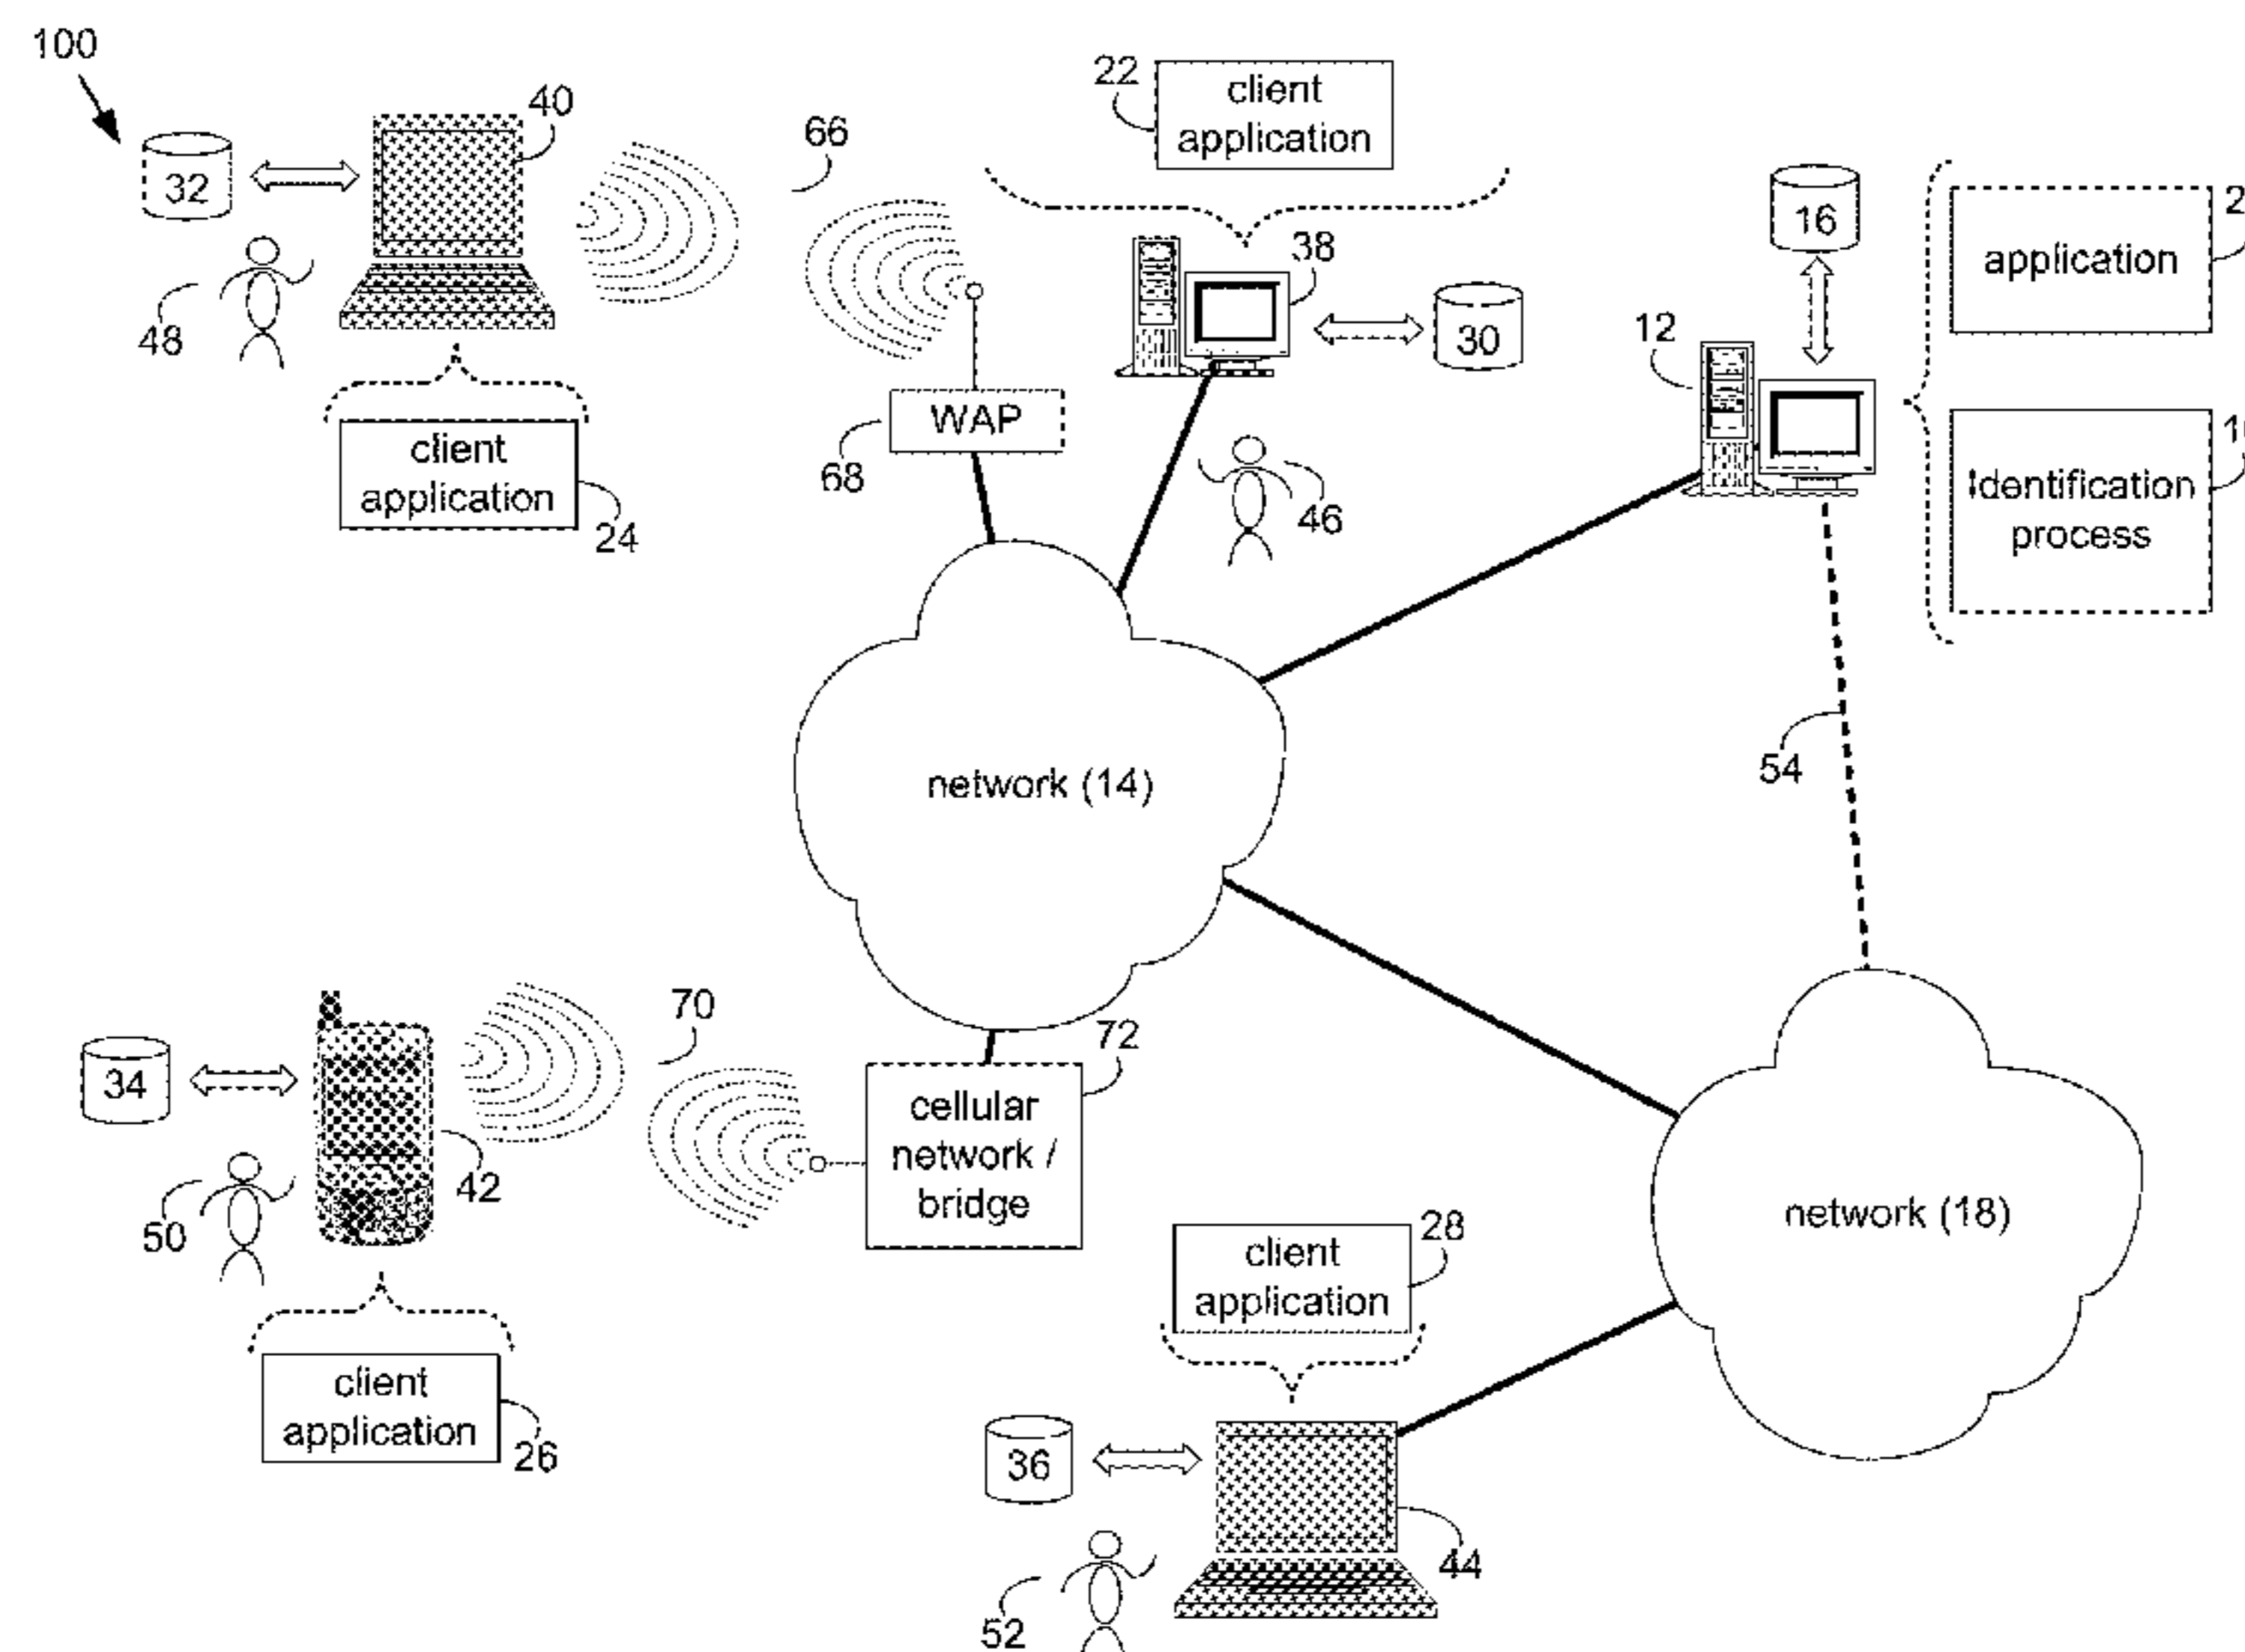 100
40
32
48
client
application
24
66
WAP
68
22
client
application
38
30
46
16
12
application
Identification
process
54
network (14)
34
42
50
70
72
cellular
network /
bridge
client
application
26
28
client
application
36
44
52
network (18)